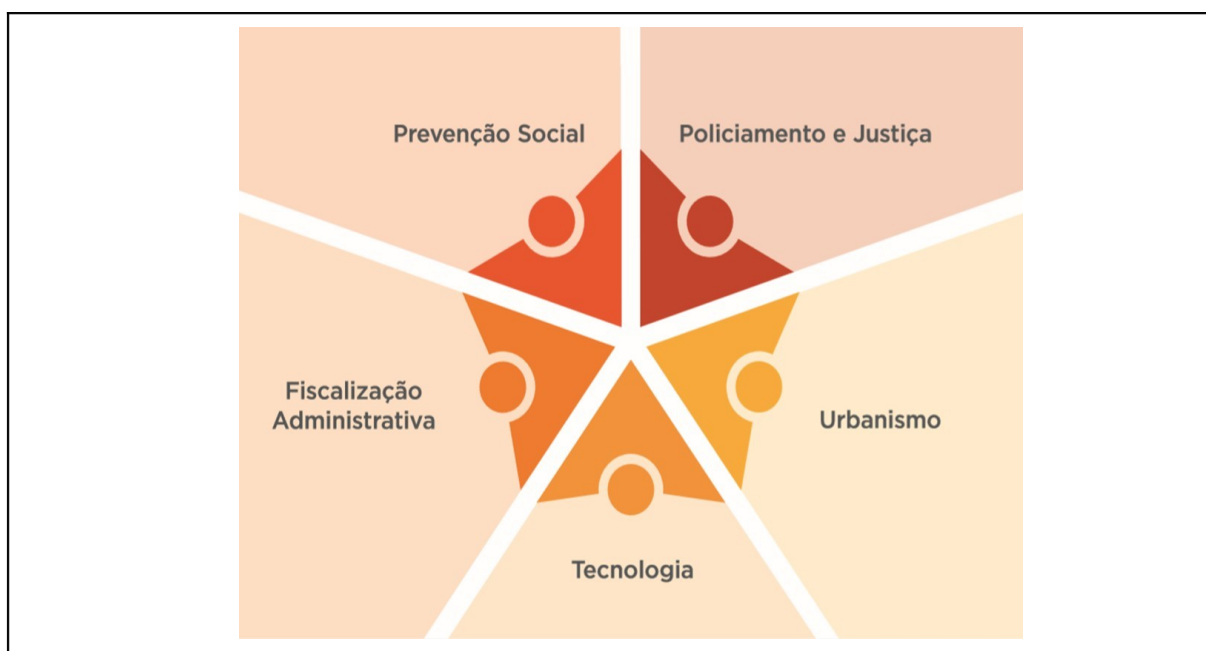 Prevenção Social
Policiamento e Justiça
Fiscalização
Administrativa
Urbanismo
Tecnologia